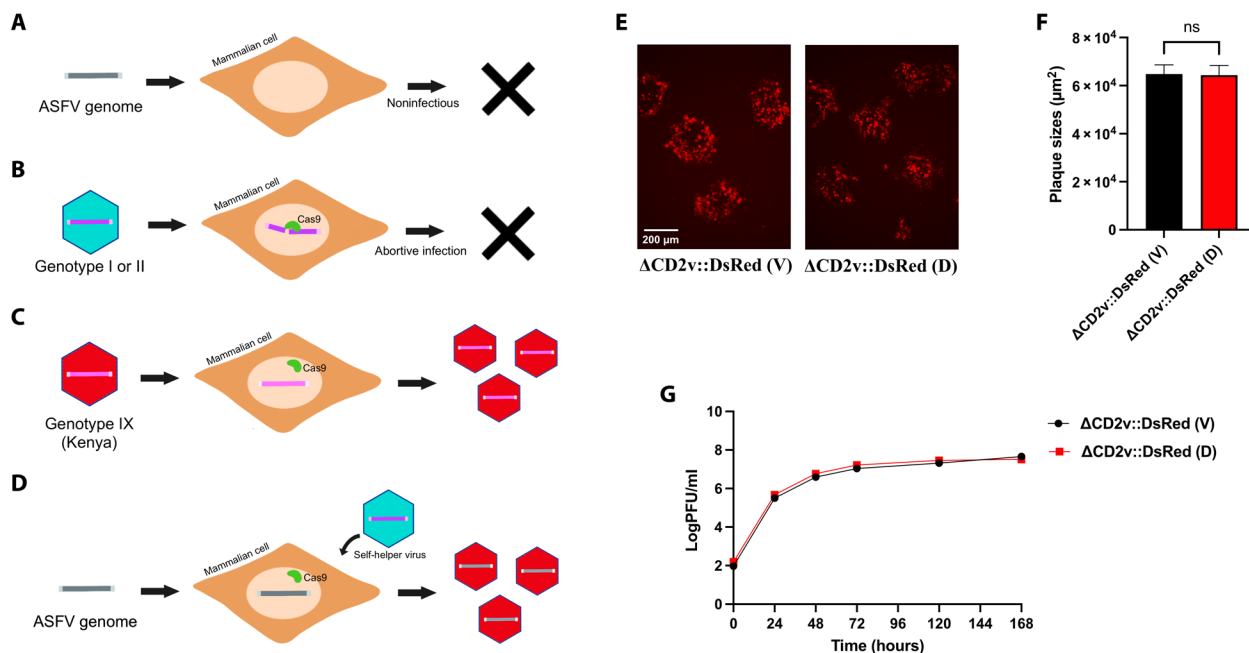 A
Mammalian cell
ASFV genome
Noninfectious
B
Mammalian cell
Cas9
Genotype I or II
Abortive infection
C
Mammalian cell
Cas9
Genotype IX
(Kenya)
D
Mammalian cell
Self-helper virus
Cas9
ASFV genome
E
200 μm
ΔCD2v::DsRed (V)
ΔCD2v::DsRed (D)
F
ns
Plaque sizes (μm²)
8 × 10⁴
6 × 10⁴
4 × 10⁴
2 × 10⁴
0
ΔCD2v::DsRed (V)
ΔCD2v::DsRed (D)
G
LogPFU/ml
10
8
6
4
2
0
0 24 48 72 96 120 144 168
Time (hours)
ΔCD2v::DsRed (V)
ΔCD2v::DsRed (D)